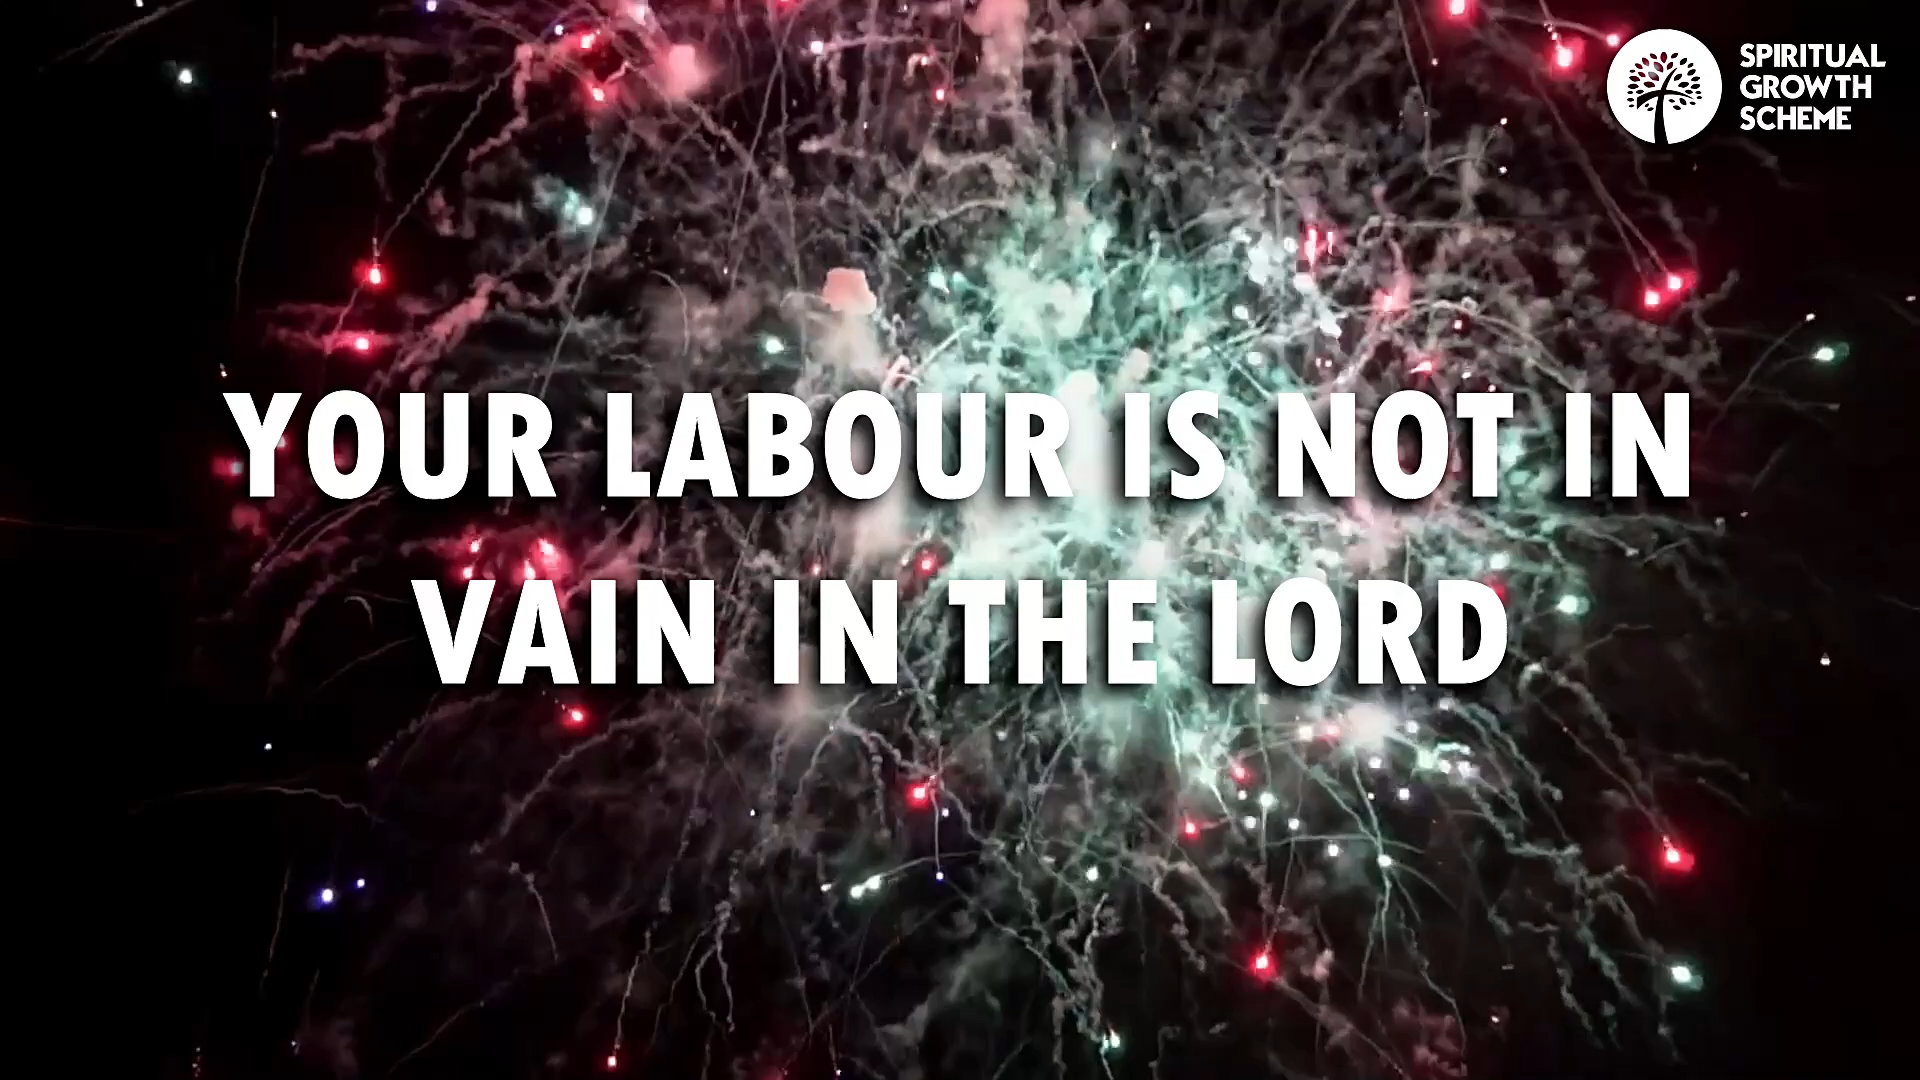 SPIRITUAL
GROWTH
SCHEME
YOUR LABOUR IS NOT IN
VAIN IN THE LORD